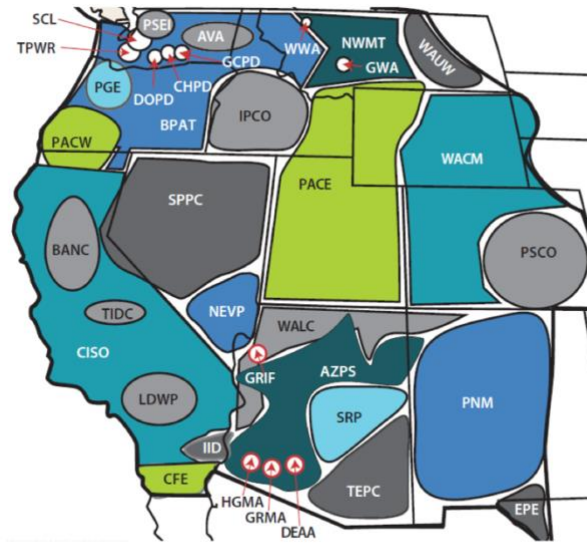 SCL
PSEI
AVA
TPWR
GCPD
WWA
NWMT
WAUW
GWA
PGE
DOPD
CHPD
BPAT
IPCO
PACW
WACM
SPPC
PACE
BANC
PSCO
TIDC
NEVP
WALC
CISO
GRIF
AZPS
LDWP
SRP
PNM
IID
CFE
TEPC
HGMA
GRMA
DEAA
EPE